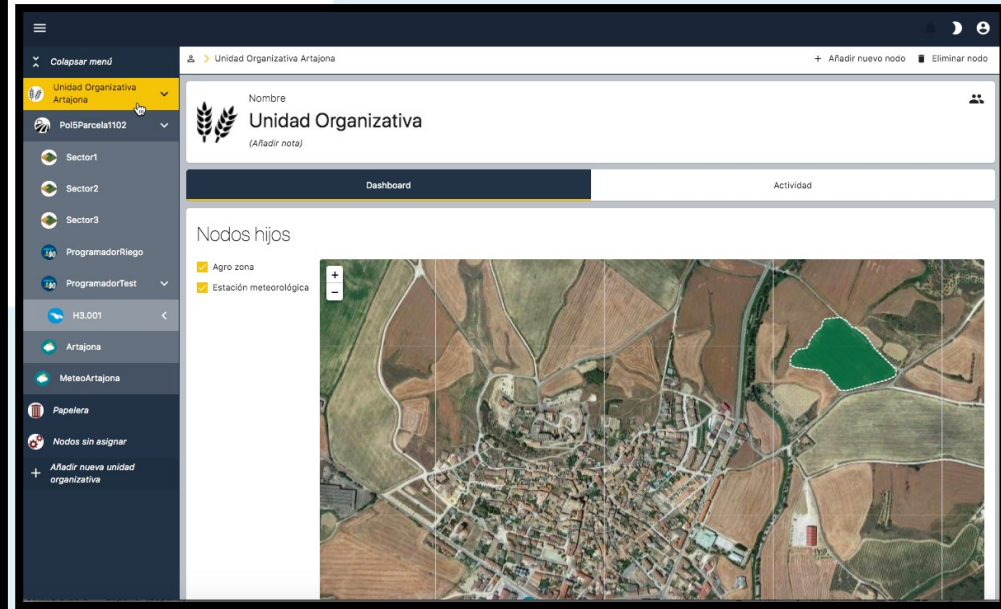 Colapsar menú
Unidad Organizativa Artajona
+ Añadir nuevo nodo
Eliminar nodo
Unidad Organizativa
Artajona
Pol5Parcela1102
Sector1
Sector2
Sector3
ProgramadorRiego
ProgramadorTest
H3.001
Artajona
MeteoArtajona
Papelera
Nodos sin asignar
+ Añadir nueva unidad
organizativa
Nombre
Unidad Organizativa
(Añadir nota)
Dashboard
Actividad
Nodos hijos
Agro zona
Estación meteorológica
+
−